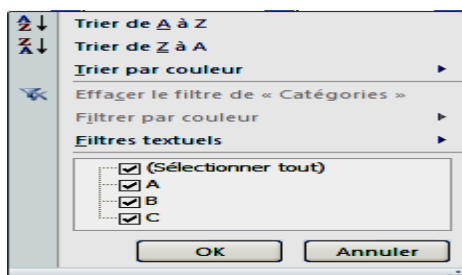 Trier de A à Z
Trier de Z à A
Trier par couleur
Effacer le filtre de « Catégories »
Filtrer par couleur
Filtres textuels
(Sélectionner tout)
A
B
C
OK Annuler